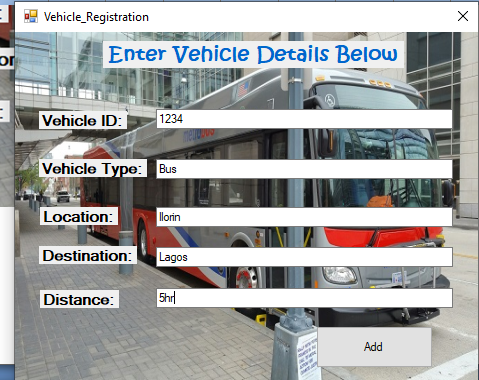 Vehicle_Registration
Enter Vehicle Details Below
Vehicle ID: 1234
Vehicle Type: Bus
Location: Ilorin
Destination: Lagos
Distance: 5hr
Add